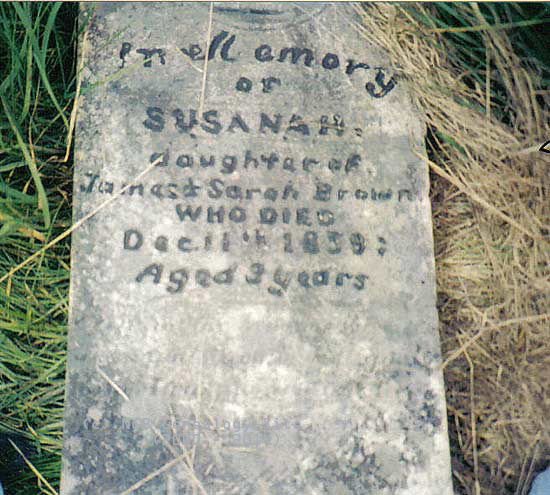 In Memory
of
SUSANAH.
daughter of
James & Sarah Brown
WHO DIED
Dec 11th 1839;
Aged 3 years